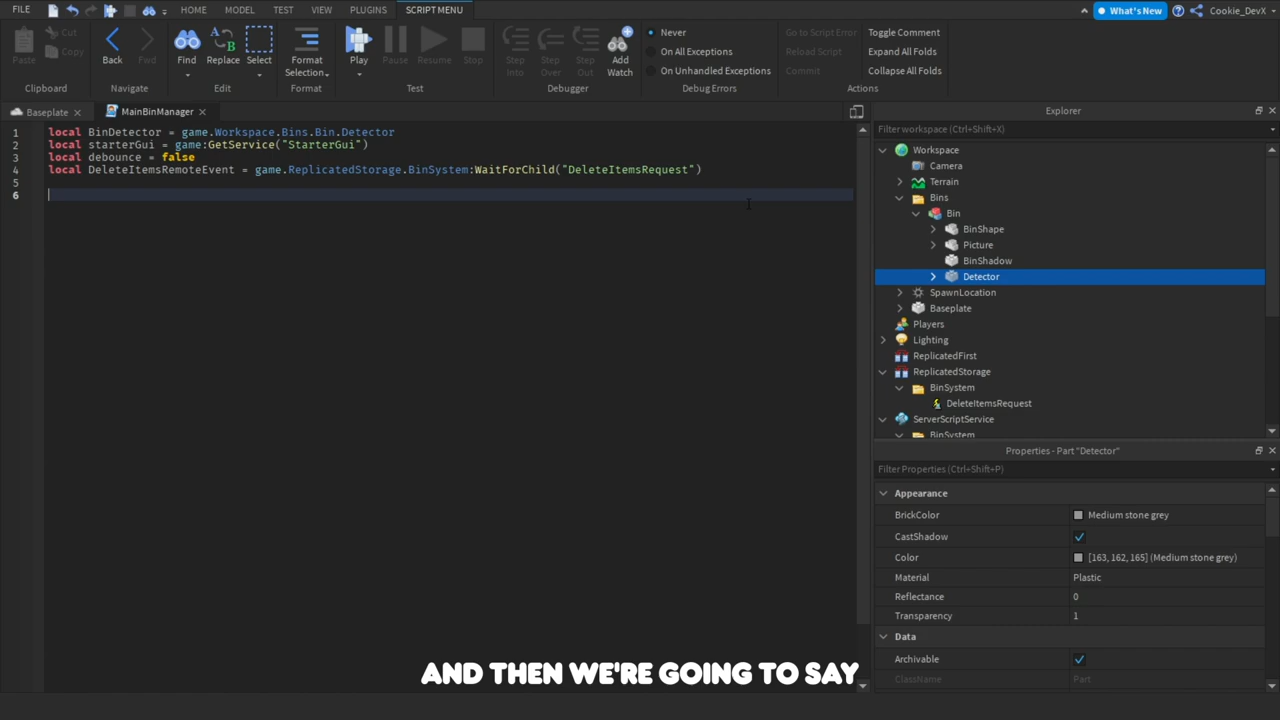 FILE HOME MODEL TEST VIEW PLUGINS SCRIPT MENU What's New Cookie_DevX
Paste Cut Copy Back Fwd Find Replace Select Format Selection Play Pause Resume Stop Step Into Step Over Step Out Add Watch
Never
On All Exceptions
On Unhandled Exceptions
Go to Script Error
Reload Script
Commit
Toggle Comment
Expand All Folds
Collapse All Folds
Clipboard Navigate Edit Format Test Debugger Debug Errors Actions
Baseplate MainBinManager
1 local BinDetector = game.Workspace.Bins.Bin.Detector
2 local starterGui = game:GetService("StarterGui")
3 local debounce = false
4 local DeleteItemsRemoteEvent = game.ReplicatedStorage.BinSystem:WaitForChild("DeleteItemsRequest")
5
6
Explorer
Filter workspace (Ctrl+Shift+X)
Workspace
Camera
Terrain
Bins
Bin
BinShape
Picture
BinShadow
Detector
SpawnLocation
Baseplate
Players
Lighting
ReplicatedFirst
ReplicatedStorage
BinSystem
DeleteItemsRequest
ServerScriptService
BinSystem
Properties - Part "Detector"
Filter Properties (Ctrl+Shift+P)
Appearance
BrickColor Medium stone grey
CastShadow
Color [163, 162, 165] (Medium stone grey)
Material Plastic
Reflectance 0
Transparency 1
Data
Archivable
ClassName Part
AND THEN WE'RE GOING TO SAY